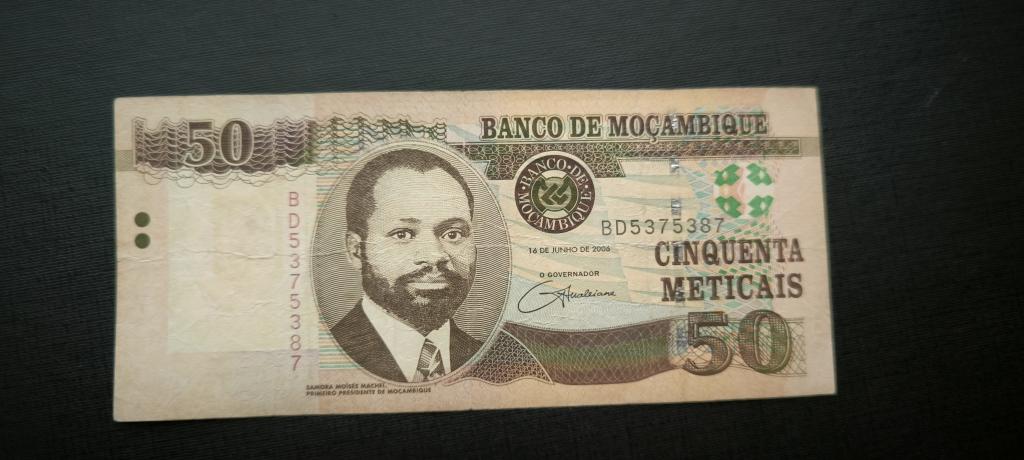 50
BANCO DE MOÇAMBIQUE
BANCO DE MOÇAMBIQUE
BD5375387
BD5375387
16 DE JUNHO DE 2006
O GOVERNADOR
CINQUENTA
METICAIS
50
SAMORA MOISÉS MACHEL,
PRIMEIRO PRESIDENTE DE MOÇAMBIQUE